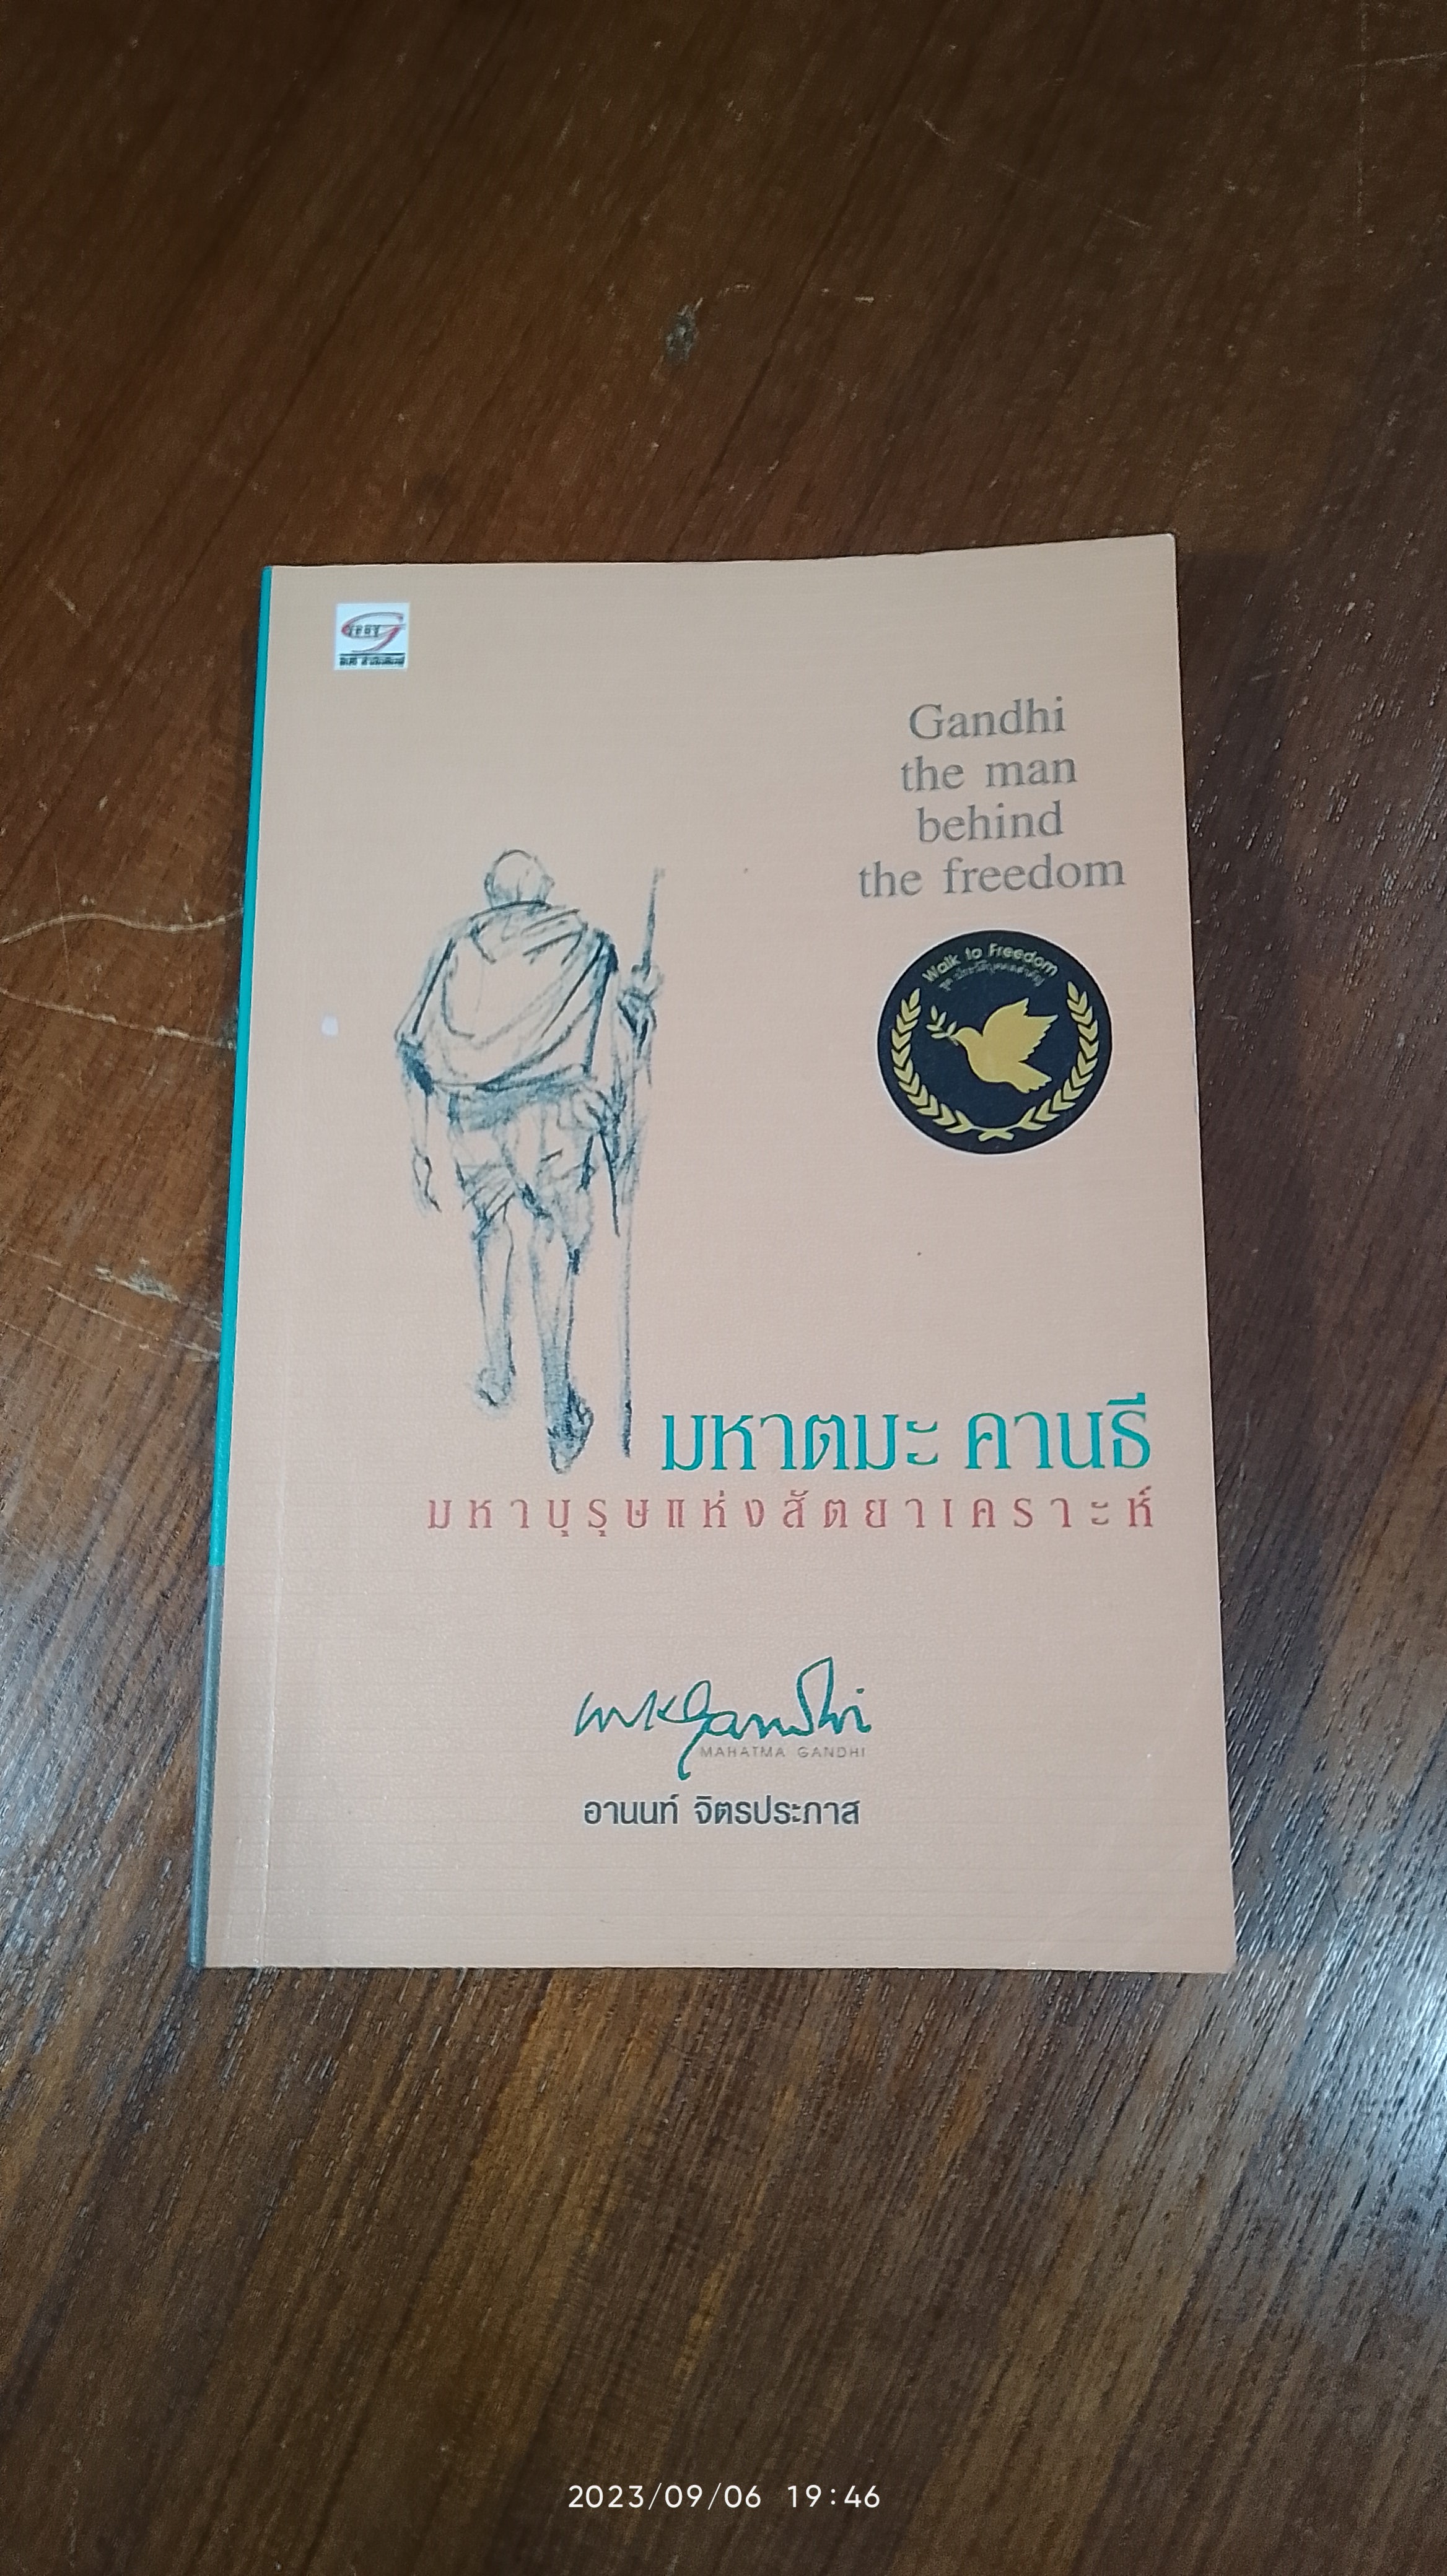 Gandhi
the man
behind
the freedom
Walk to Freedom
มหาตมะ คานธี
มหาบุรุษแห่งสัตยาเคราะห์
mkgandhi
MAHATMA GANDHI
อานนท์ จิตรประภาส
2023/09/06 19:46